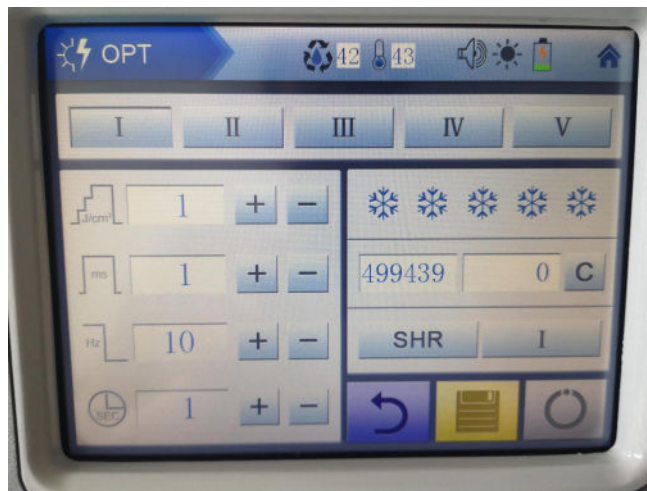 OPT 42 43
I II III IV V
J/cm² 1 + −
ms 1 + −
499439 0 C
Hz 10 + −
SHR I
SEC 1 + −